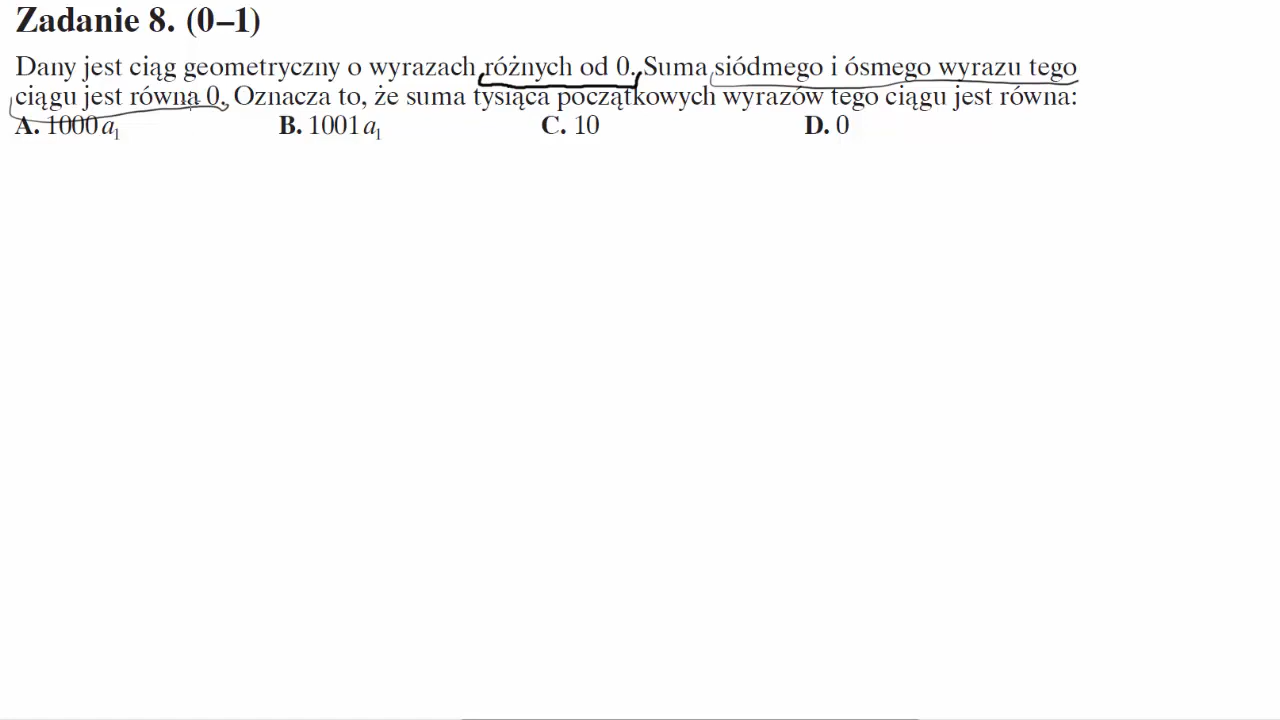 Zadanie 8. (0–1)
Dany jest ciąg geometryczny o wyrazach różnych od 0. Suma siódmego i ósmego wyrazu tego
ciągu jest równa 0. Oznacza to, że suma tysiąca początkowych wyrazów tego ciągu jest równa:
A. 1000a₁ B. 1001a₁ C. 10 D. 0